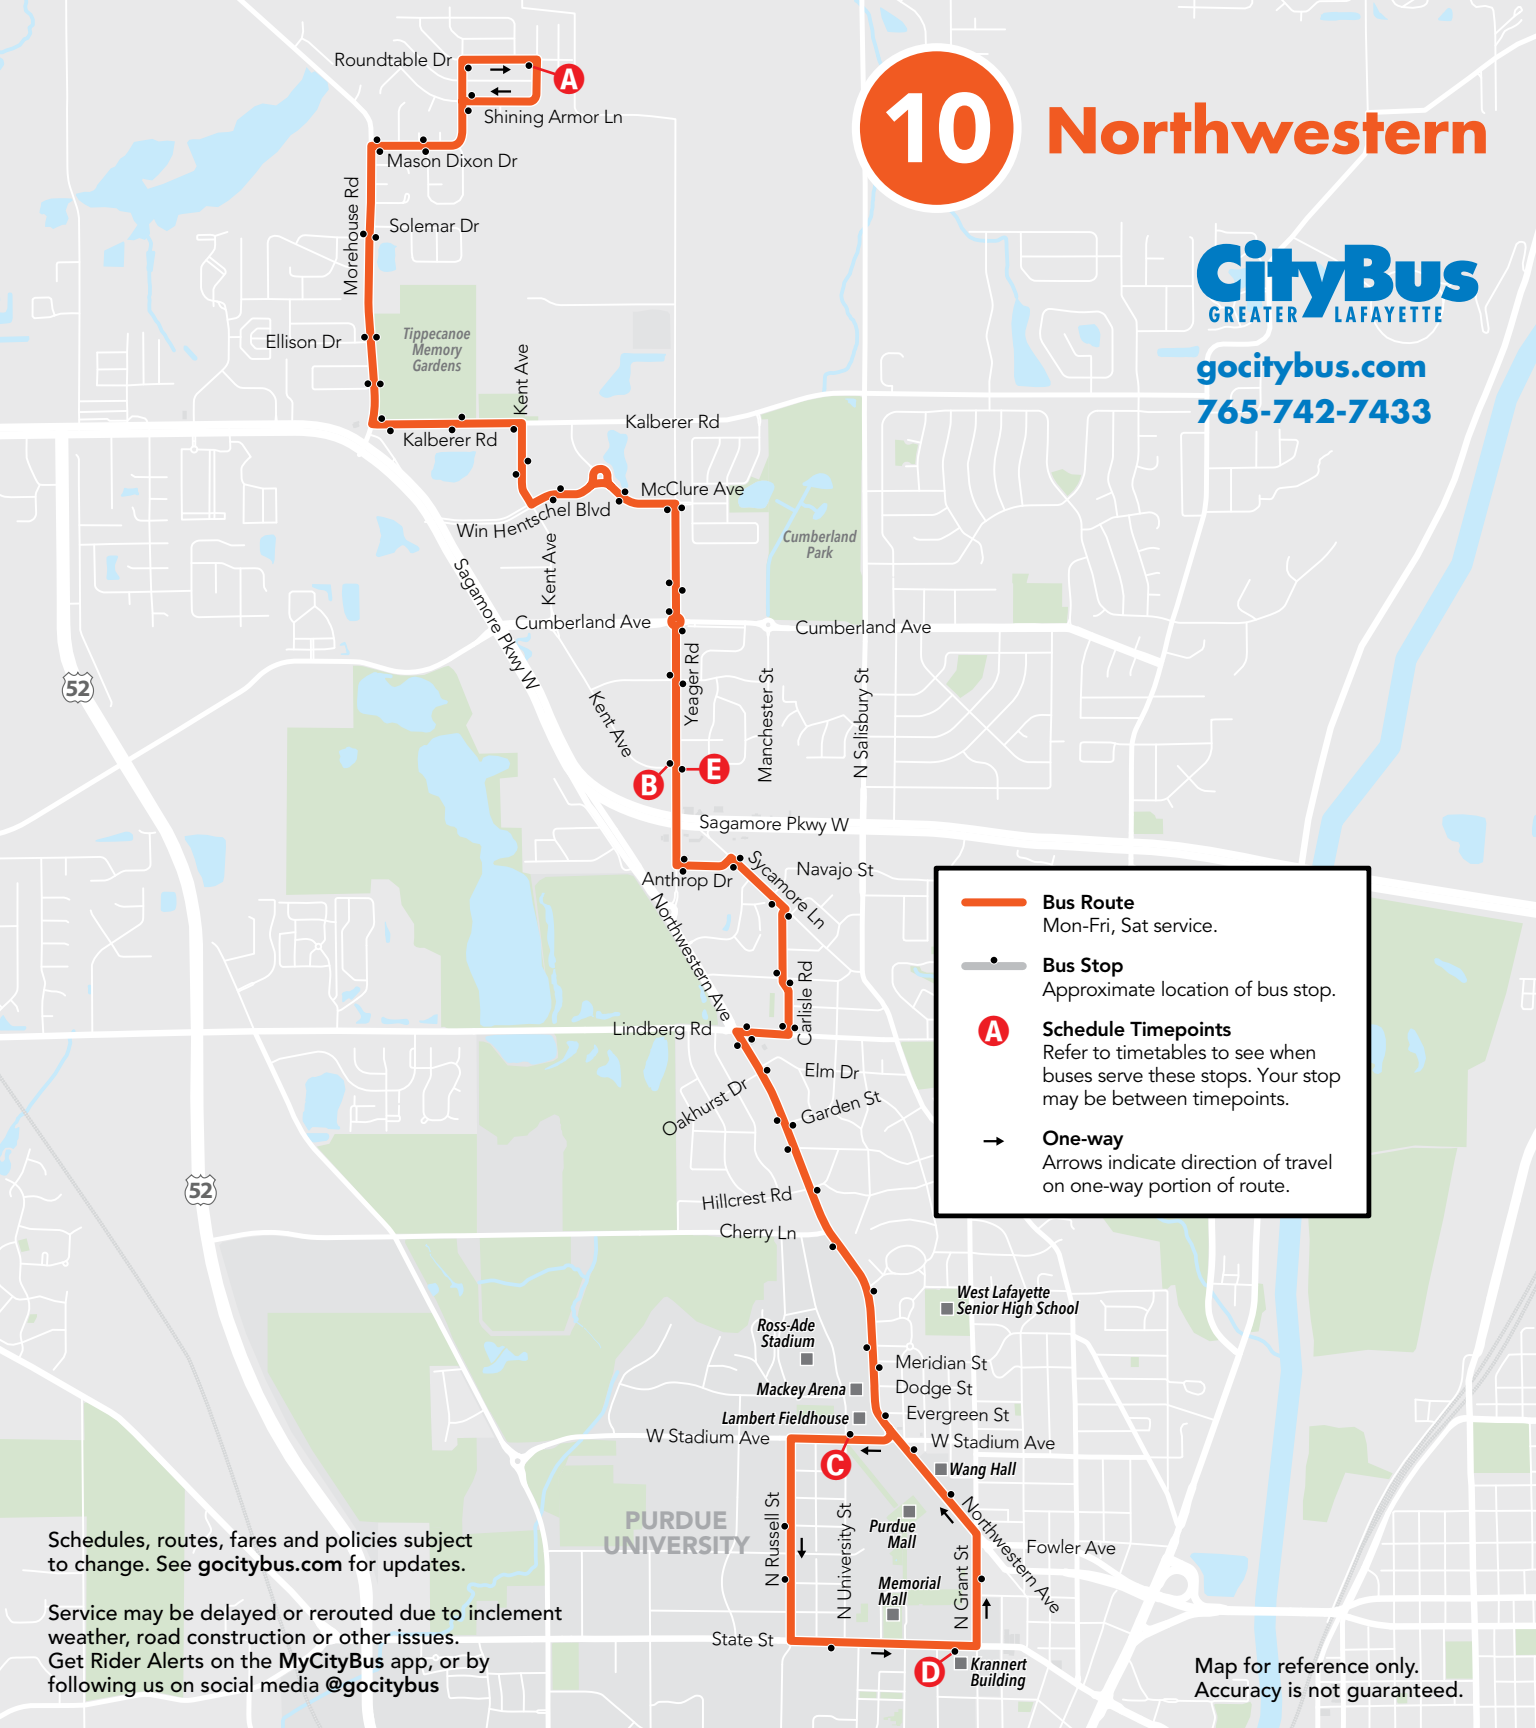 10
Northwestern
CityBus
GREATER LAFAYETTE
gocitybus.com
765-742-7433
Roundtable Dr
A
Shining Armor Ln
Mason Dixon Dr
Morehouse Rd
Solemar Dr
Ellison Dr
Tippecanoe
Memory
Gardens
Kent Ave
Kalberer Rd
Kalberer Rd
McClure Ave
Win Hentschel Blvd
Cumberland
Park
Kent Ave
Sagamore Pkwy W
Cumberland Ave
Cumberland Ave
Yeager Rd
Manchester St
N Salisbury St
Kent Ave
52
B
E
Sagamore Pkwy W
Anthrop Dr
Sycamore Ln
Navajo St
Northwestern Ave
Carlisle Rd
Lindberg Rd
Elm Dr
Oakhurst Dr
Garden St
52
Hillcrest Rd
Cherry Ln
Bus Route
Mon-Fri, Sat service.
Bus Stop
Approximate location of bus stop.
A
Schedule Timepoints
Refer to timetables to see when
buses serve these stops. Your stop
may be between timepoints.
One-way
Arrows indicate direction of travel
on one-way portion of route.
West Lafayette
Senior High School
Ross-Ade
Stadium
Meridian St
Mackey Arena
Dodge St
Lambert Fieldhouse
Evergreen St
W Stadium Ave
W Stadium Ave
C
Wang Hall
PURDUE
UNIVERSITY
N Russell St
N University St
Purdue
Mall
Northwestern Ave
Fowler Ave
Memorial
Mall
N Grant St
State St
D
Krannert
Building
Schedules, routes, fares and policies subject
to change. See gocitybus.com for updates.
Service may be delayed or rerouted due to inclement
weather, road construction or other issues.
Get Rider Alerts on the MyCityBus app, or by
following us on social media @gocitybus
Map for reference only.
Accuracy is not guaranteed.